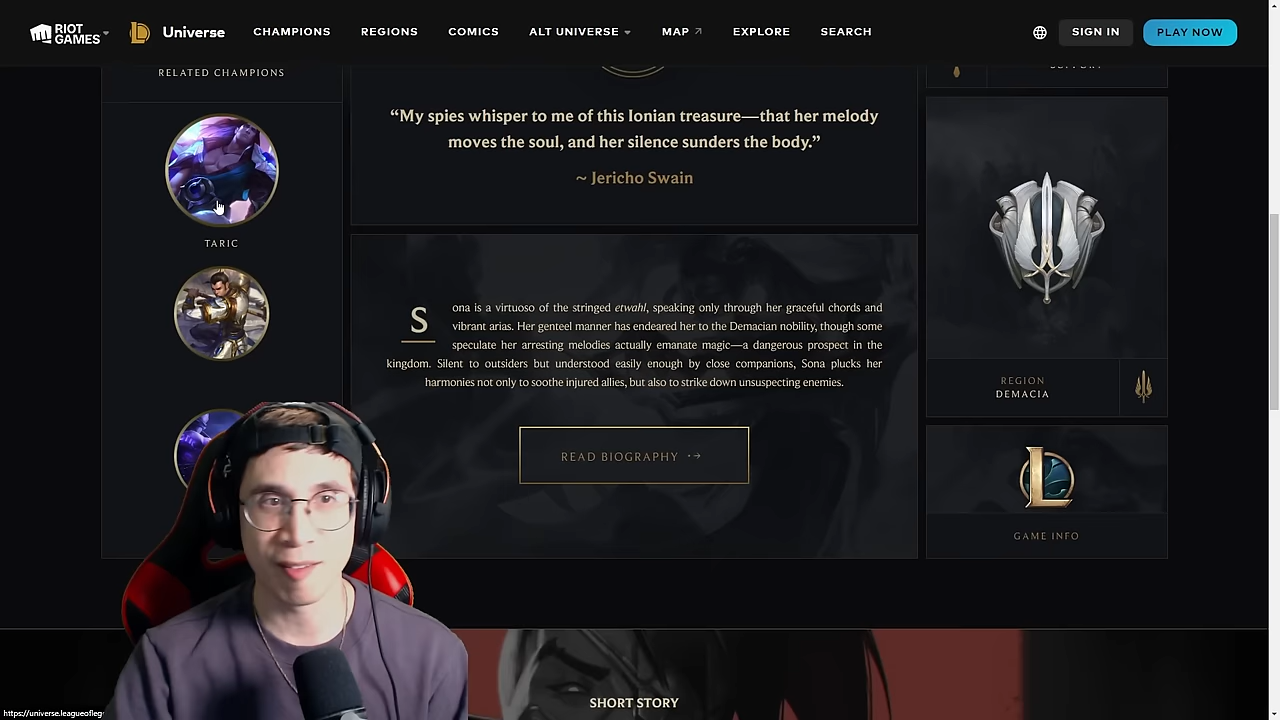 RIOT GAMES
Universe
CHAMPIONS
REGIONS
COMICS
ALT UNIVERSE
MAP
EXPLORE
SEARCH
SIGN IN
PLAY NOW
RELATED CHAMPIONS
TARIC
“My spies whisper to me of this Ionian treasure—that her melody
moves the soul, and her silence sunders the body.”
~ Jericho Swain
Sona is a virtuoso of the stringed etwahl, speaking only through her graceful chords and
vibrant arias. Her genteel manner has endeared her to the Demacian nobility, though some
speculate her arresting melodies actually emanate magic—a dangerous prospect in the
kingdom. Silent to outsiders but understood easily enough by close companions, Sona plucks her
harmonies not only to soothe injured allies, but also to strike down unsuspecting enemies.
READ BIOGRAPHY
SUPPORT
REGION
DEMACIA
GAME INFO
SHORT STORY